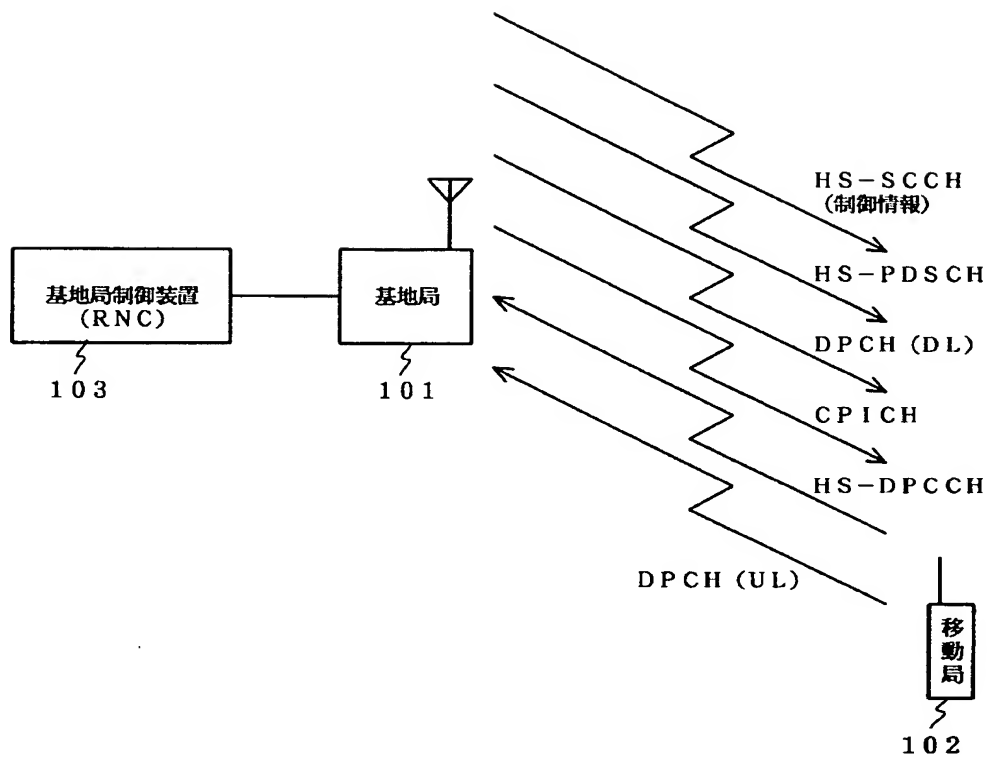 HS-SCCH
(制御情報)
HS-PDSCH
DPCH(DL)
CPICH
HS-DPCCH
DPCH(UL)
基地局制御装置
(RNC)
103
基地局
101
移動局
102